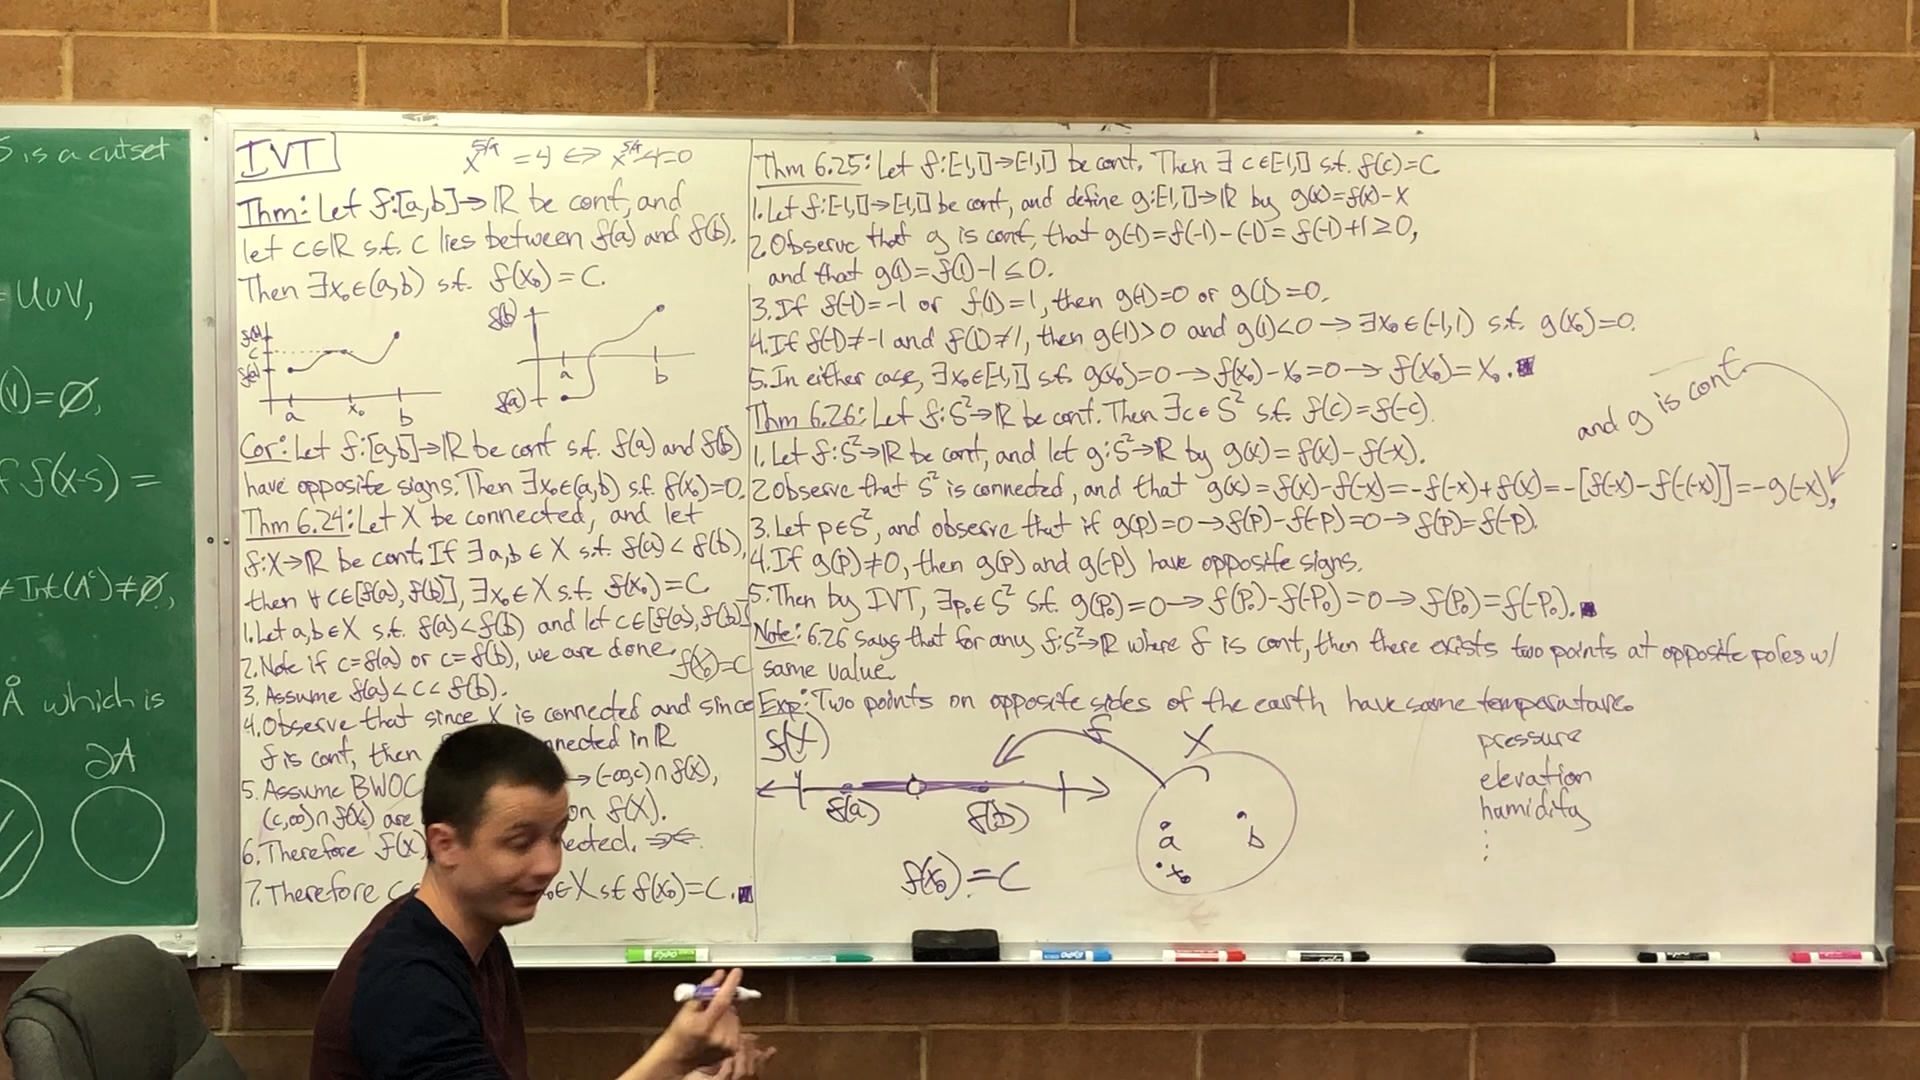 S is a cutset
= U∪V,
(V)=∅,
f f(x-s) =
≠ Int(Aᶜ)≠∅,
Å which is
∂A
IVT
x^(5/9) = 4 ⇔ x^(5/9)-4=0
Thm: Let f:[a,b]→ℝ be cont, and
let c∈ℝ s.t. c lies between f(a) and f(b).
Then ∃x₀∈(a,b) s.t. f(x₀)=C.
f(b)
c
f(a)
a x₀ b
f(b)
a b
f(a)
Cor: Let f:[a,b]→ℝ be cont s.t. f(a) and f(b)
have opposite signs. Then ∃x₀∈(a,b) s.t. f(x₀)=0.
Thm 6.24: Let X be connected, and let
f:X→ℝ be cont. If ∃a,b∈X s.t. f(a)<f(b),
then ∀c∈[f(a), f(b)], ∃x₀∈X s.t. f(x₀)=C
1. Let a,b∈X s.t. f(a)<f(b) and let c∈[f(a), f(b)]
2. Note if c=f(a) or c=f(b), we are done.
f(x₀)=C
3. Assume f(a)<c<f(b).
4. Observe that since X is connected and since
f is cont, then nnected in ℝ
5. Assume BWOC → (-∞,c)∩f(X),
(c,∞)∩f(X) are on f(X).
6. Therefore f(X) ected. →←
7. Therefore x₀∈X s.t. f(x₀)=C. ■
Thm 6.25: Let f:[-1,1]→[-1,1] be cont. Then ∃ c∈[-1,1] s.t. f(c)=C
1. Let f:[-1,1]→[-1,1] be cont, and define g:[-1,1]→ℝ by g(x)=f(x)-x
2. Observe that g is cont, that g(-1)=f(-1)-(-1)=f(-1)+1≥0,
and that g(1)=f(1)-1≤0.
3. If f(-1)=-1 or f(1)=1, then g(-1)=0 or g(1)=0.
4. If f(-1)≠-1 and f(1)≠1, then g(-1)>0 and g(1)<0→∃x₀∈(-1,1) s.t. g(x₀)=0.
5. In either case, ∃x₀∈[-1,1] s.t. g(x₀)=0→f(x₀)-x₀=0→f(x₀)=x₀. ■
Thm 6.26: Let f:S²→ℝ be cont. Then ∃c∈S² s.t. f(c)=f(-c).
and g is cont.
1. Let f:S²→ℝ be cont, and let g:S²→ℝ by g(x)=f(x)-f(-x).
2. Observe that S² is connected, and that g(x)=f(x)-f(-x)=-f(-x)+f(x)=-[f(-x)-f(-(-x))]=-g(-x),
3. Let p∈S², and observe that if g(p)=0→f(p)-f(-p)=0→f(p)=f(-p).
4. If g(p)≠0, then g(p) and g(-p) have opposite signs.
5. Then by IVT, ∃p₀∈S² s.t. g(p₀)=0→f(p₀)-f(-p₀)=0→f(p₀)=f(-p₀). ■
Note: 6.26 says that for any f:S²→ℝ where f is cont, then there exists two points at opposite poles w/
same value.
Exp: Two points on opposite sides of the earth have same temperature.
pressure
elevation
hamidity
⋮
f(X) f X
f(a) f(b)
a b
x₀
f(x₀)=C
EXPO